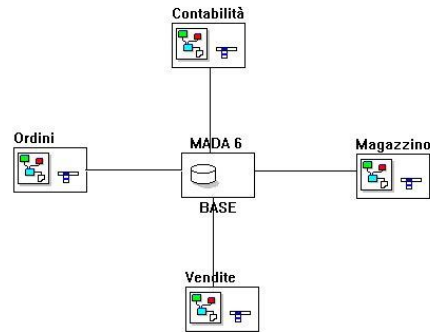 Contabilità
Ordini
MADA 6
Magazzino
BASE
Vendite